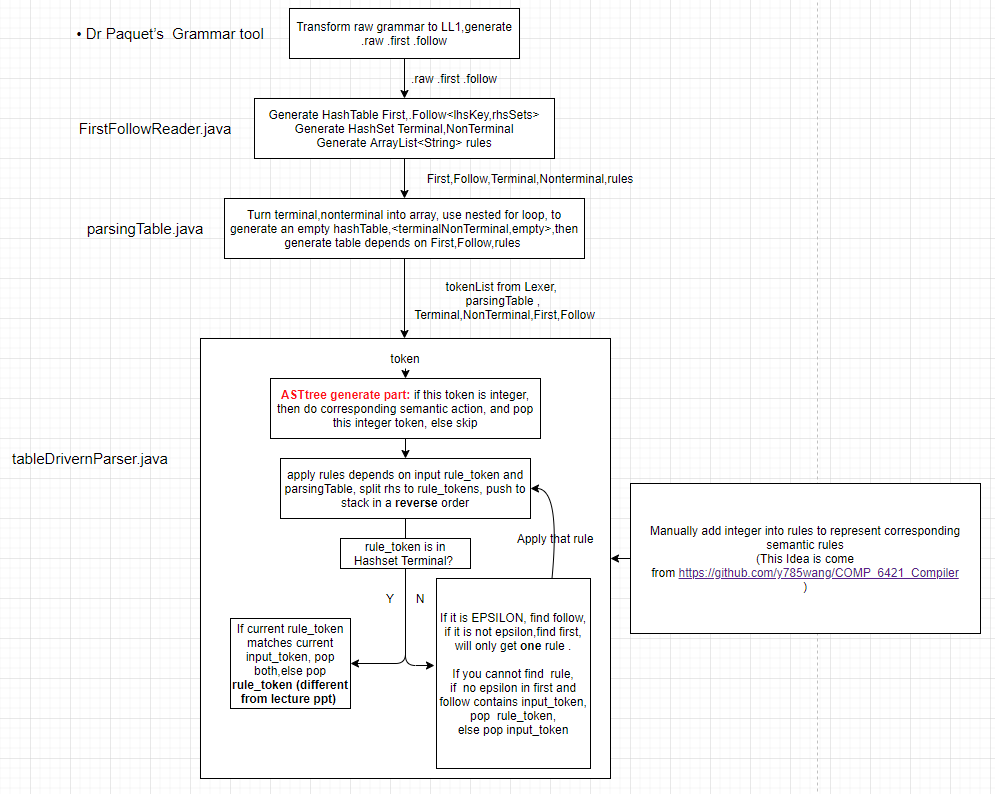 • Dr Paquet's  Grammar tool
Transform raw grammar to LL1,generate
.raw .first .follow
.raw .first .follow
FirstFollowReader.java
Generate HashTable First,.Follow<lhsKey,rhsSets>
Generate HashSet Terminal,NonTerminal
Generate ArrayList<String> rules
First,Follow,Terminal,Nonterminal,rules
parsingTable.java
Turn terminal,nonterminal into array, use nested for loop, to
generate an empty hashTable,<terminalNonTerminal,empty>,then
generate table depends on First,Follow,rules
tokenList from Lexer,
parsingTable ,
Terminal,NonTerminal,First,Follow
tableDrivernParser.java
token
ASTtree generate part: if this token is integer,
then do corresponding semantic action, and pop
this integer token, else skip
apply rules depends on input rule_token and
parsingTable, split rhs to rule_tokens, push to
stack in a reverse order
Apply that rule
rule_token is in
Hashset Terminal?
Y
N
If current rule_token
matches current
input_token, pop
both,else pop
rule_token (different
from lecture ppt)
If it is EPSILON, find follow,
if it is not epsilon,find first,
will only get one rule .
If you cannot find  rule,
if  no epsilon in first and
follow contains input_token,
pop  rule_token,
else pop input_token
Manually add integer into rules to represent corresponding
semantic rules
(This Idea is come
from https://github.com/y785wang/COMP_6421_Compiler
)